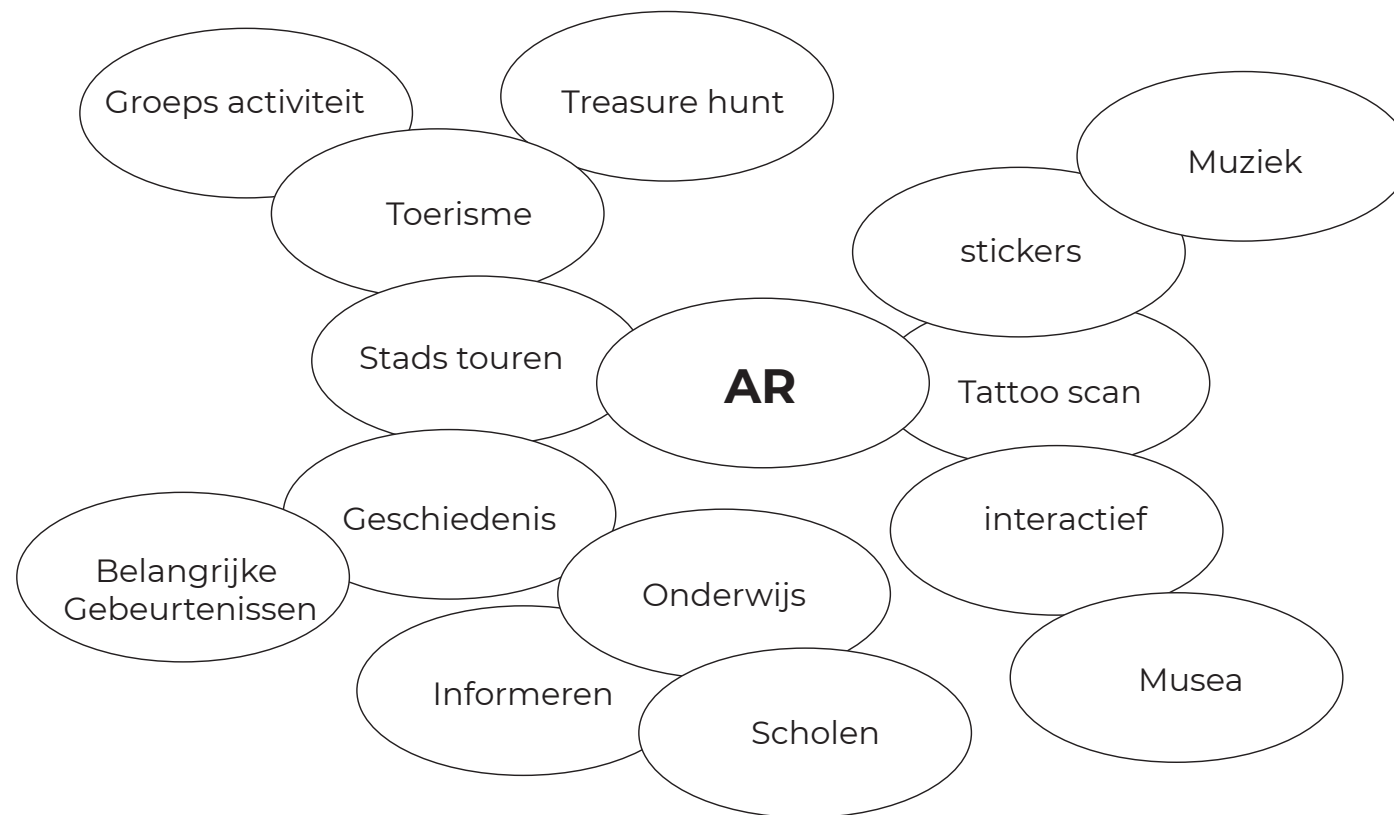 Groeps activiteit
Treasure hunt
Muziek
Toerisme
stickers
Stads touren
AR
Tattoo scan
Geschiedenis
interactief
Belangrijke
Gebeurtenissen
Onderwijs
Informeren
Musea
Scholen